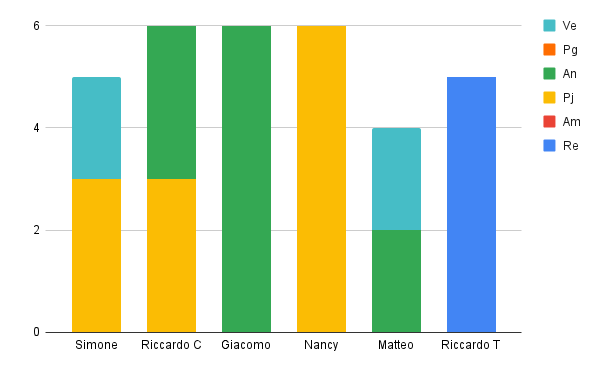 6
4
2
0
Simone
Riccardo C
Giacomo
Nancy
Matteo
Riccardo T
Ve
Pg
An
Pj
Am
Re